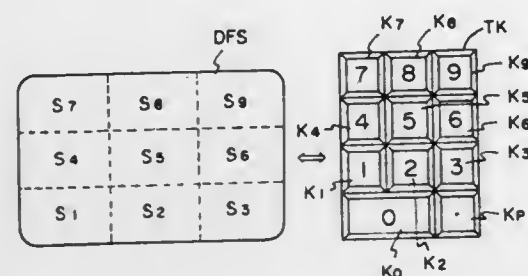 K7 K8 TK
DFS
S7 S8 S9 7 8 9 K9
K5
S4 S5 S6 K4 4 5 6 K6
K3
S1 S2 S3 1 2 3
K1
0 . KP
K0 K2